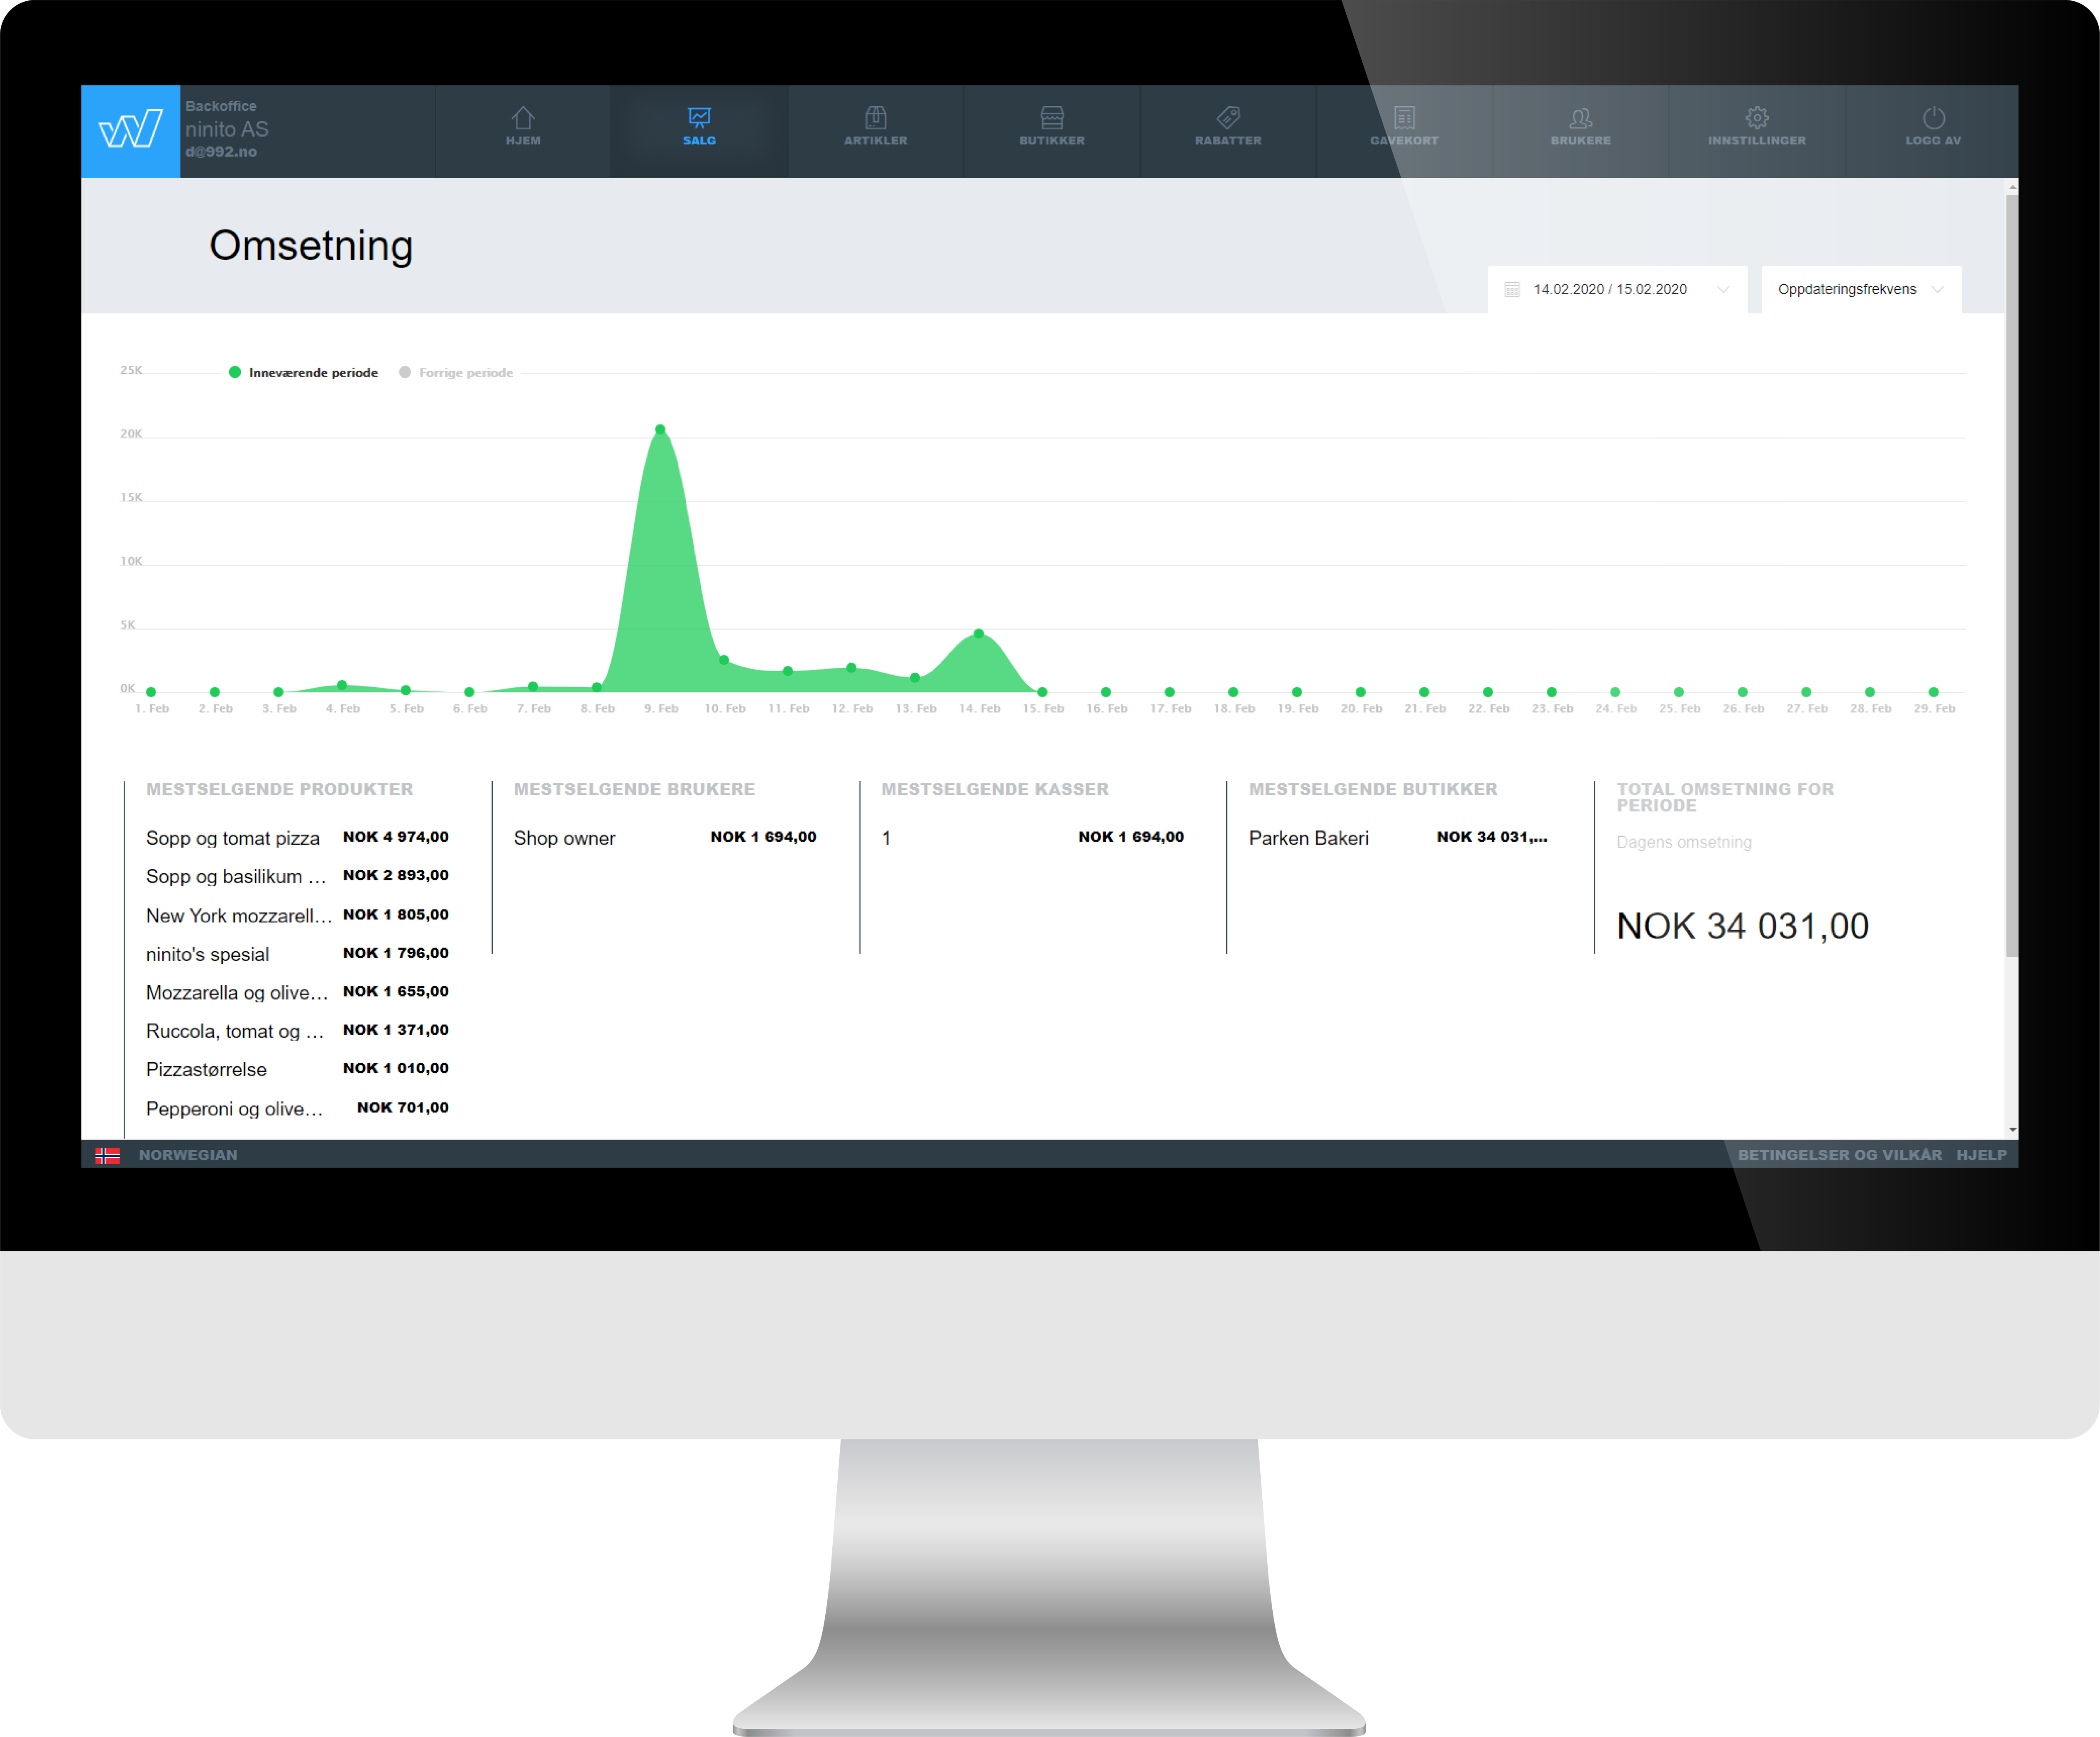 Backoffice
ninito AS
d@992.no
HJEM
SALG
ARTIKLER
BUTIKKER
RABATTER
GAVEKORT
BRUKERE
INNSTILLINGER
LOGG AV
Omsetning
14.02.2020 / 15.02.2020
Oppdateringsfrekvens
Inneværende periode
Forrige periode
25K
20K
15K
10K
5K
0K
1. Feb 2. Feb 3. Feb 4. Feb 5. Feb 6. Feb 7. Feb 8. Feb 9. Feb 10. Feb 11. Feb 12. Feb 13. Feb 14. Feb 15. Feb 16. Feb 17. Feb 18. Feb 19. Feb 20. Feb 21. Feb 22. Feb 23. Feb 24. Feb 25. Feb 26. Feb 27. Feb 28. Feb 29. Feb
MESTSELGENDE PRODUKTER
Sopp og tomat pizza NOK 4 974,00
Sopp og basilikum ... NOK 2 893,00
New York mozzarell... NOK 1 805,00
ninito's spesial NOK 1 796,00
Mozzarella og olive... NOK 1 655,00
Ruccola, tomat og ... NOK 1 371,00
Pizzastørrelse NOK 1 010,00
Pepperoni og olive... NOK 701,00
MESTSELGENDE BRUKERE
Shop owner NOK 1 694,00
MESTSELGENDE KASSER
1 NOK 1 694,00
MESTSELGENDE BUTIKKER
Parken Bakeri NOK 34 031,...
TOTAL OMSETNING FOR
PERIODE
Dagens omsetning
NOK 34 031,00
NORWEGIAN
BETINGELSER OG VILKÅR HJELP